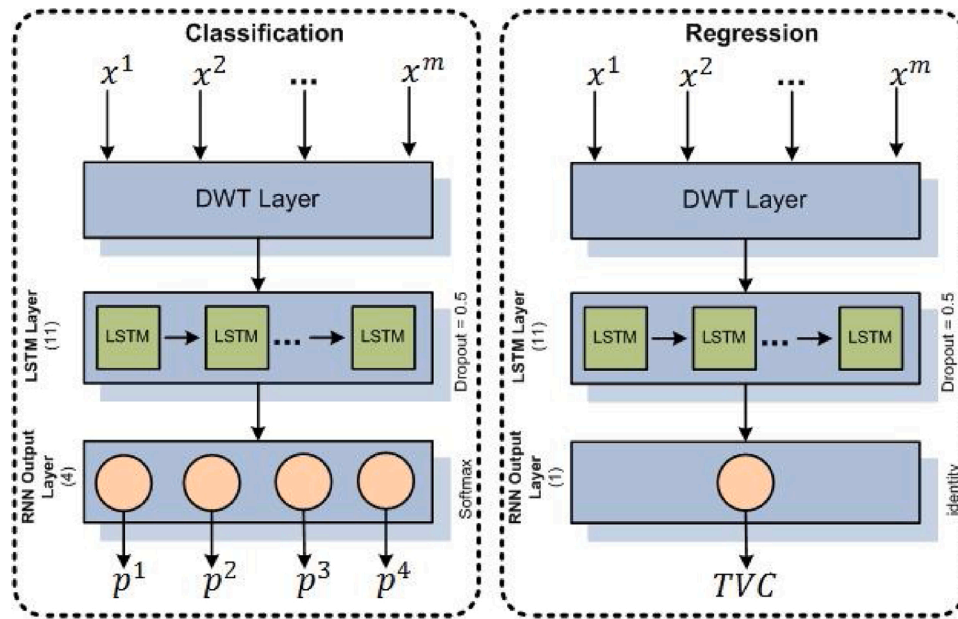 Classification
x¹ x² ... xᵐ
DWT Layer
LSTM Layer
(11)
LSTM LSTM ... LSTM
Dropout = 0.5
RNN Output
Layer
(4)
Softmax
p¹ p² p³ p⁴
Regression
x¹ x² ... xᵐ
DWT Layer
LSTM Layer
(11)
LSTM LSTM ... LSTM
Dropout = 0.5
RNN Output
Layer
(1)
identity
TVC